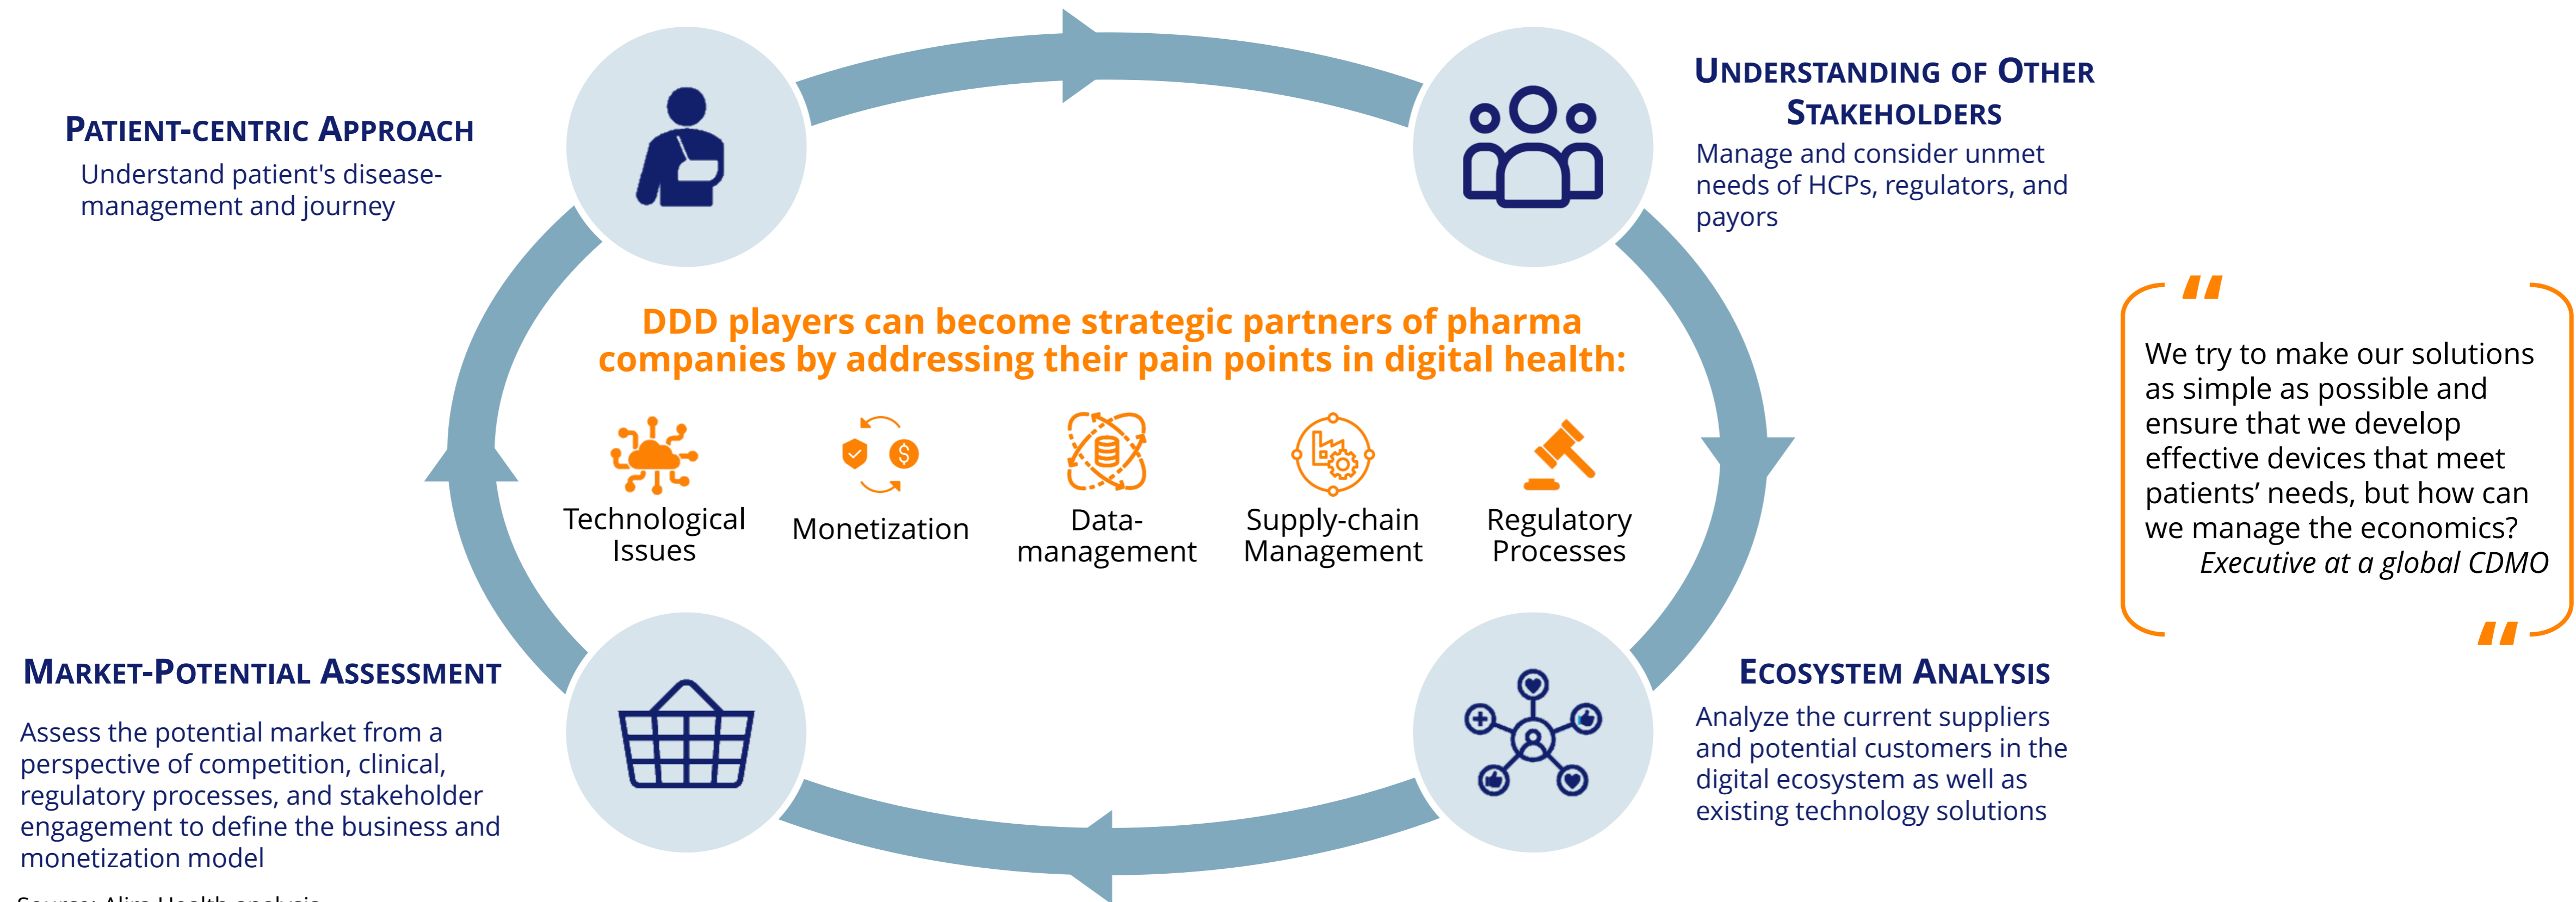 PATIENT-CENTRIC APPROACH
Understand patient's disease-
management and journey
UNDERSTANDING OF OTHER
STAKEHOLDERS
Manage and consider unmet
needs of HCPs, regulators, and
payors
DDD players can become strategic partners of pharma
companies by addressing their pain points in digital health:
Technological
Issues
Monetization
Data-
management
Supply-chain
Management
Regulatory
Processes
“
We try to make our solutions
as simple as possible and
ensure that we develop
effective devices that meet
patients’ needs, but how can
we manage the economics?
Executive at a global CDMO
“
MARKET-POTENTIAL ASSESSMENT
Assess the potential market from a
perspective of competition, clinical,
regulatory processes, and stakeholder
engagement to define the business and
monetization model
ECOSYSTEM ANALYSIS
Analyze the current suppliers
and potential customers in the
digital ecosystem as well as
existing technology solutions
Source: Alira Health analysis